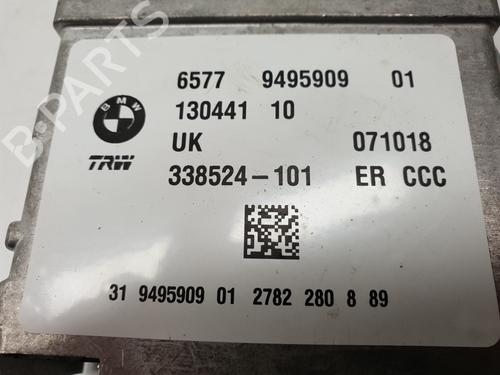 B-PARTS
6577 9495909 01
BMW
130441 10
UK 071018
TRW
338524-101 ER CCC
31 9495909 01 2782 280 8 89